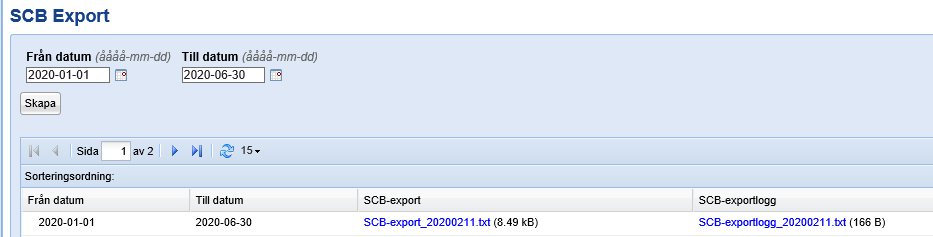 SCB Export
Från datum (åååå-mm-dd) Till datum (åååå-mm-dd)
2020-01-01 2020-06-30
Skapa
Sida 1 av 2 15
Sorteringsordning:
Från datum Till datum SCB-export SCB-exportlogg
2020-01-01 2020-06-30 SCB-export_20200211.txt (8.49 kB) SCB-exportlogg_20200211.txt (166 B)